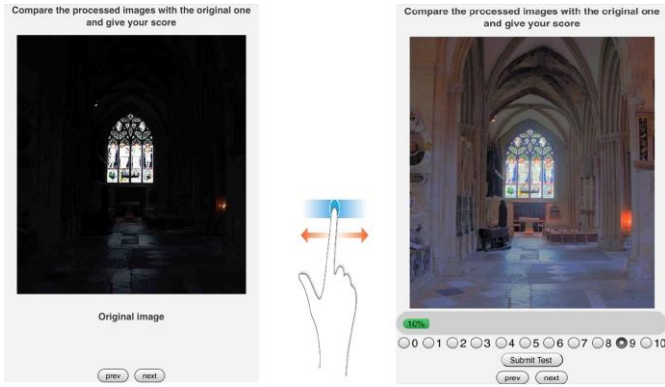 Compare the processed images with the original one
and give your score
Original image
prev next
Compare the processed images with the original one
and give your score
10%
0 1 2 3 4 5 6 7 8 9 10
Submit Test
prev next